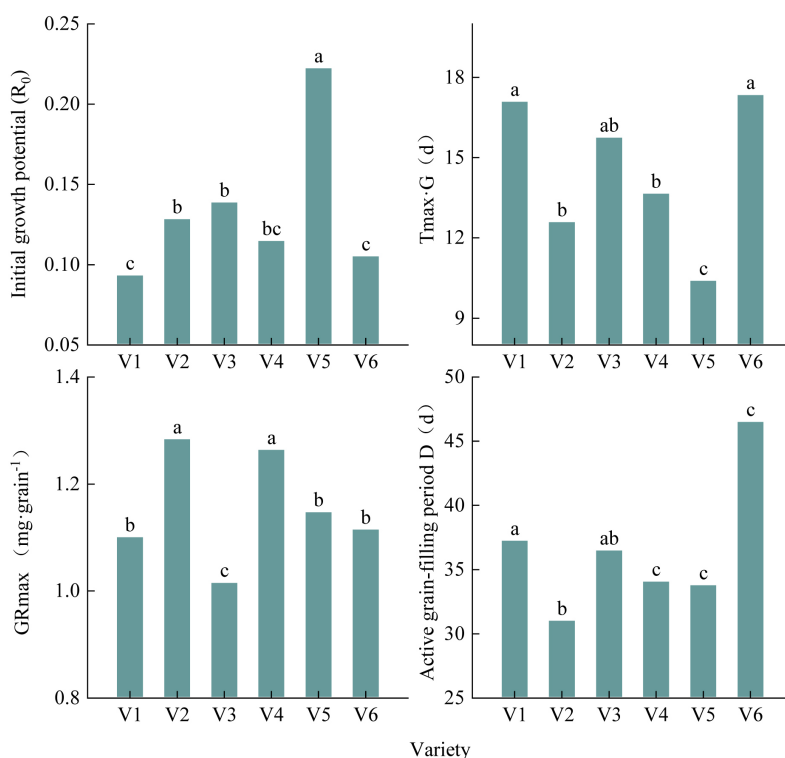 Initial growth potential (R₀)
0.25
0.20
0.15
0.10
0.05
c
b
b
bc
a
c
V1 V2 V3 V4 V5 V6
Tmax·G（d）
18
15
12
9
a
b
ab
b
c
a
V1 V2 V3 V4 V5 V6
GRmax（mg·grain⁻¹）
1.4
1.2
1.0
0.8
b
a
c
a
b
b
V1 V2 V3 V4 V5 V6
Active grain-filling period D（d）
50
45
37
33
31
25
a
b
ab
c
c
c
V1 V2 V3 V4 V5 V6
Variety